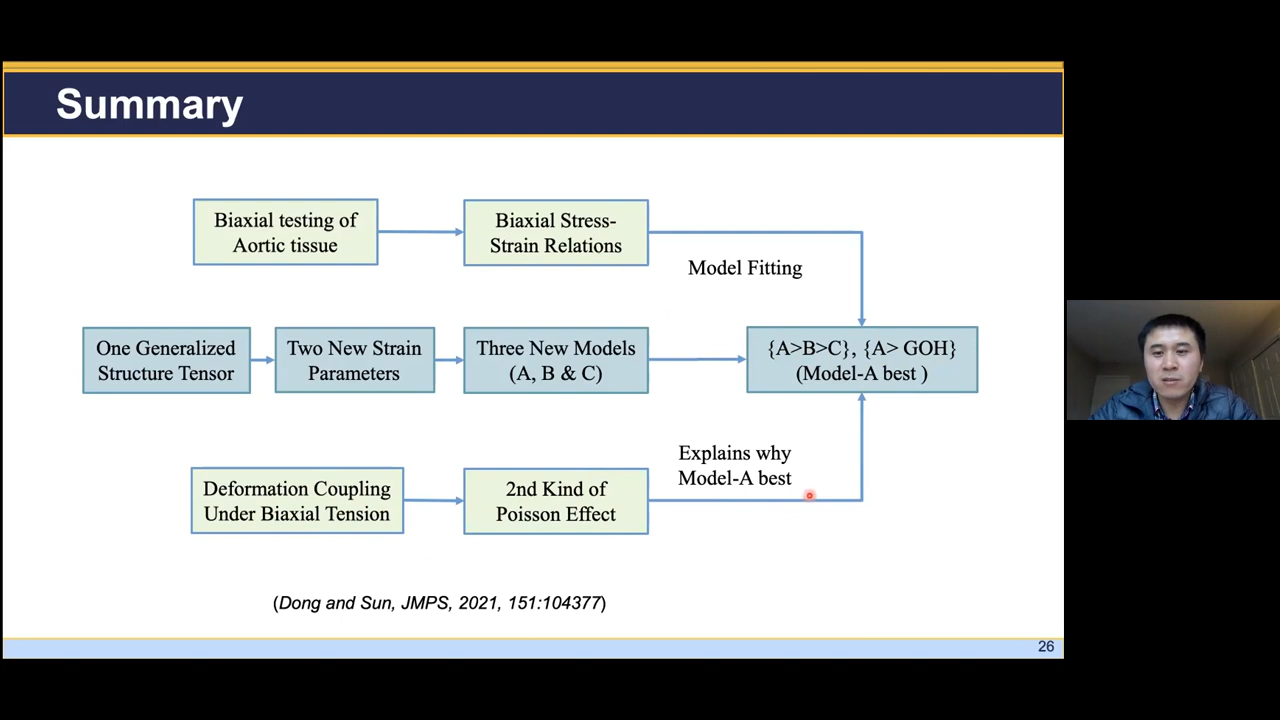 Summary
Biaxial testing of
Aortic tissue
Biaxial Stress-
Strain Relations
Model Fitting
One Generalized
Structure Tensor
Two New Strain
Parameters
Three New Models
(A, B & C)
{A>B>C}, {A> GOH}
(Model-A best )
Explains why
Model-A best
Deformation Coupling
Under Biaxial Tension
2nd Kind of
Poisson Effect
(Dong and Sun, JMPS, 2021, 151:104377)
26